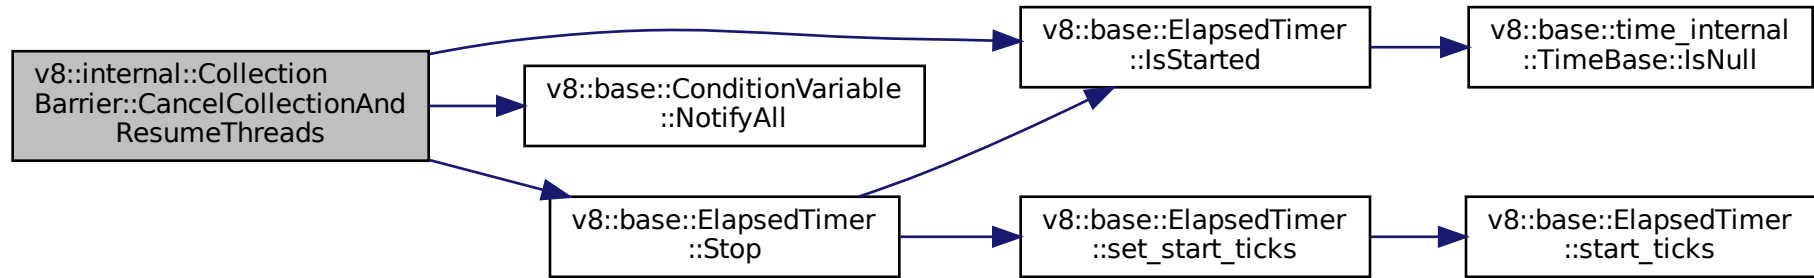 v8::internal::Collection
Barrier::CancelCollectionAnd
ResumeThreads
v8::base::ElapsedTimer
::IsStarted
v8::base::time_internal
::TimeBase::IsNull
v8::base::ConditionVariable
::NotifyAll
v8::base::ElapsedTimer
::Stop
v8::base::ElapsedTimer
::set_start_ticks
v8::base::ElapsedTimer
::start_ticks